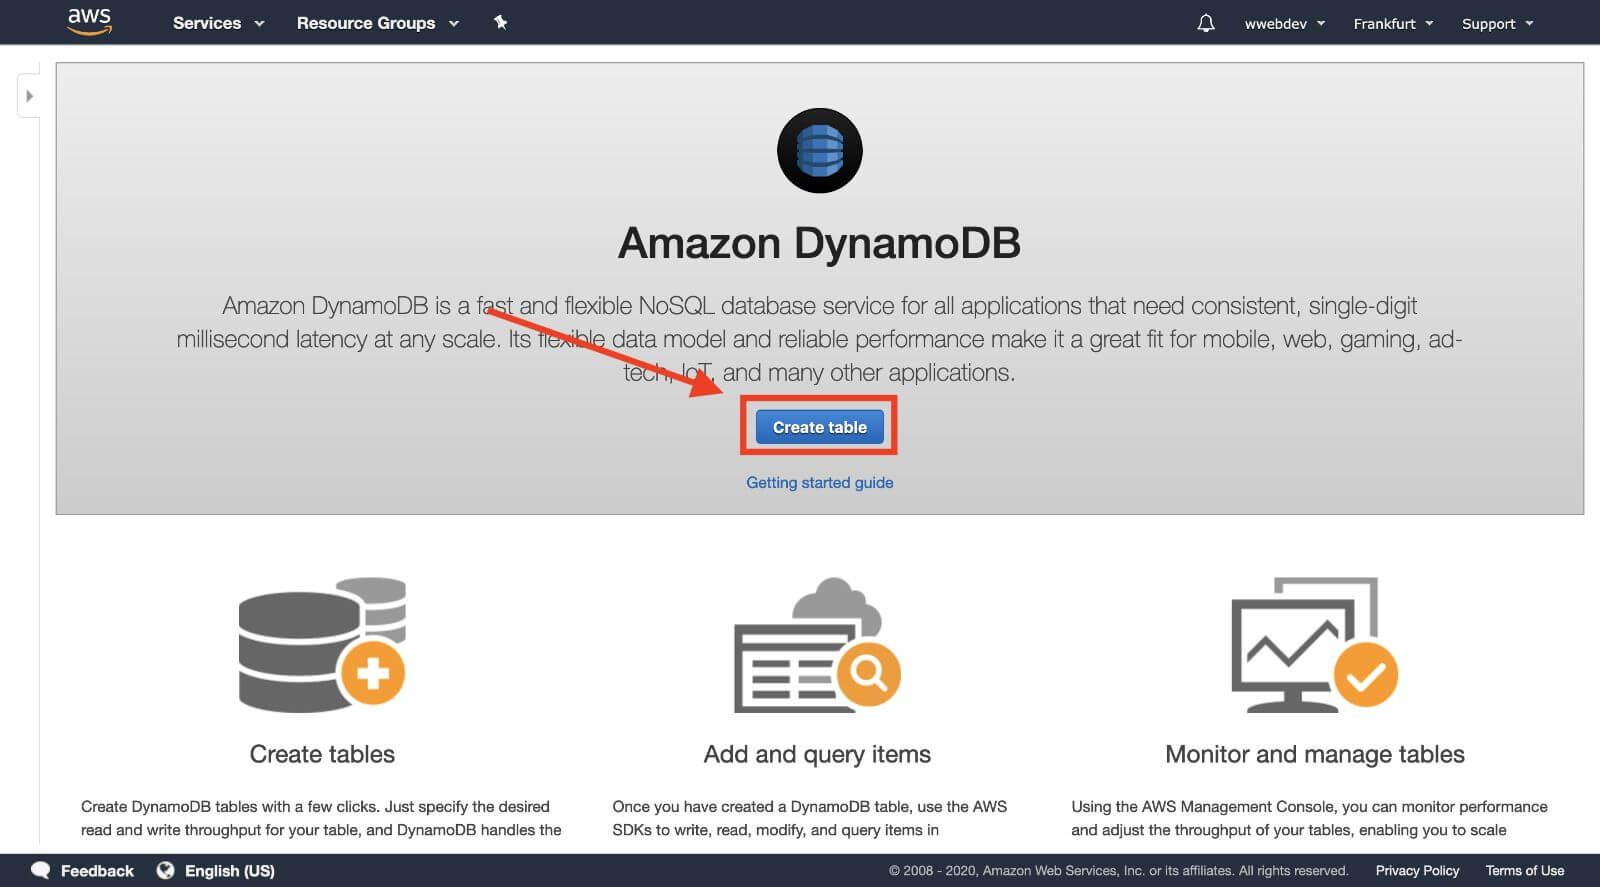 aws Services Resource Groups wwebdev Frankfurt Support
Amazon DynamoDB
Amazon DynamoDB is a fast and flexible NoSQL database service for all applications that need consistent, single-digit
millisecond latency at any scale. Its flexible data model and reliable performance make it a great fit for mobile, web, gaming, ad-
tech, IoT, and many other applications.
Create table
Getting started guide
Create tables
Create DynamoDB tables with a few clicks. Just specify the desired
read and write throughput for your table, and DynamoDB handles the
Add and query items
Once you have created a DynamoDB table, use the AWS
SDKs to write, read, modify, and query items in
Monitor and manage tables
Using the AWS Management Console, you can monitor performance
and adjust the throughput of your tables, enabling you to scale
Feedback English (US) © 2008 - 2020, Amazon Web Services, Inc. or its affiliates. All rights reserved. Privacy Policy Terms of Use